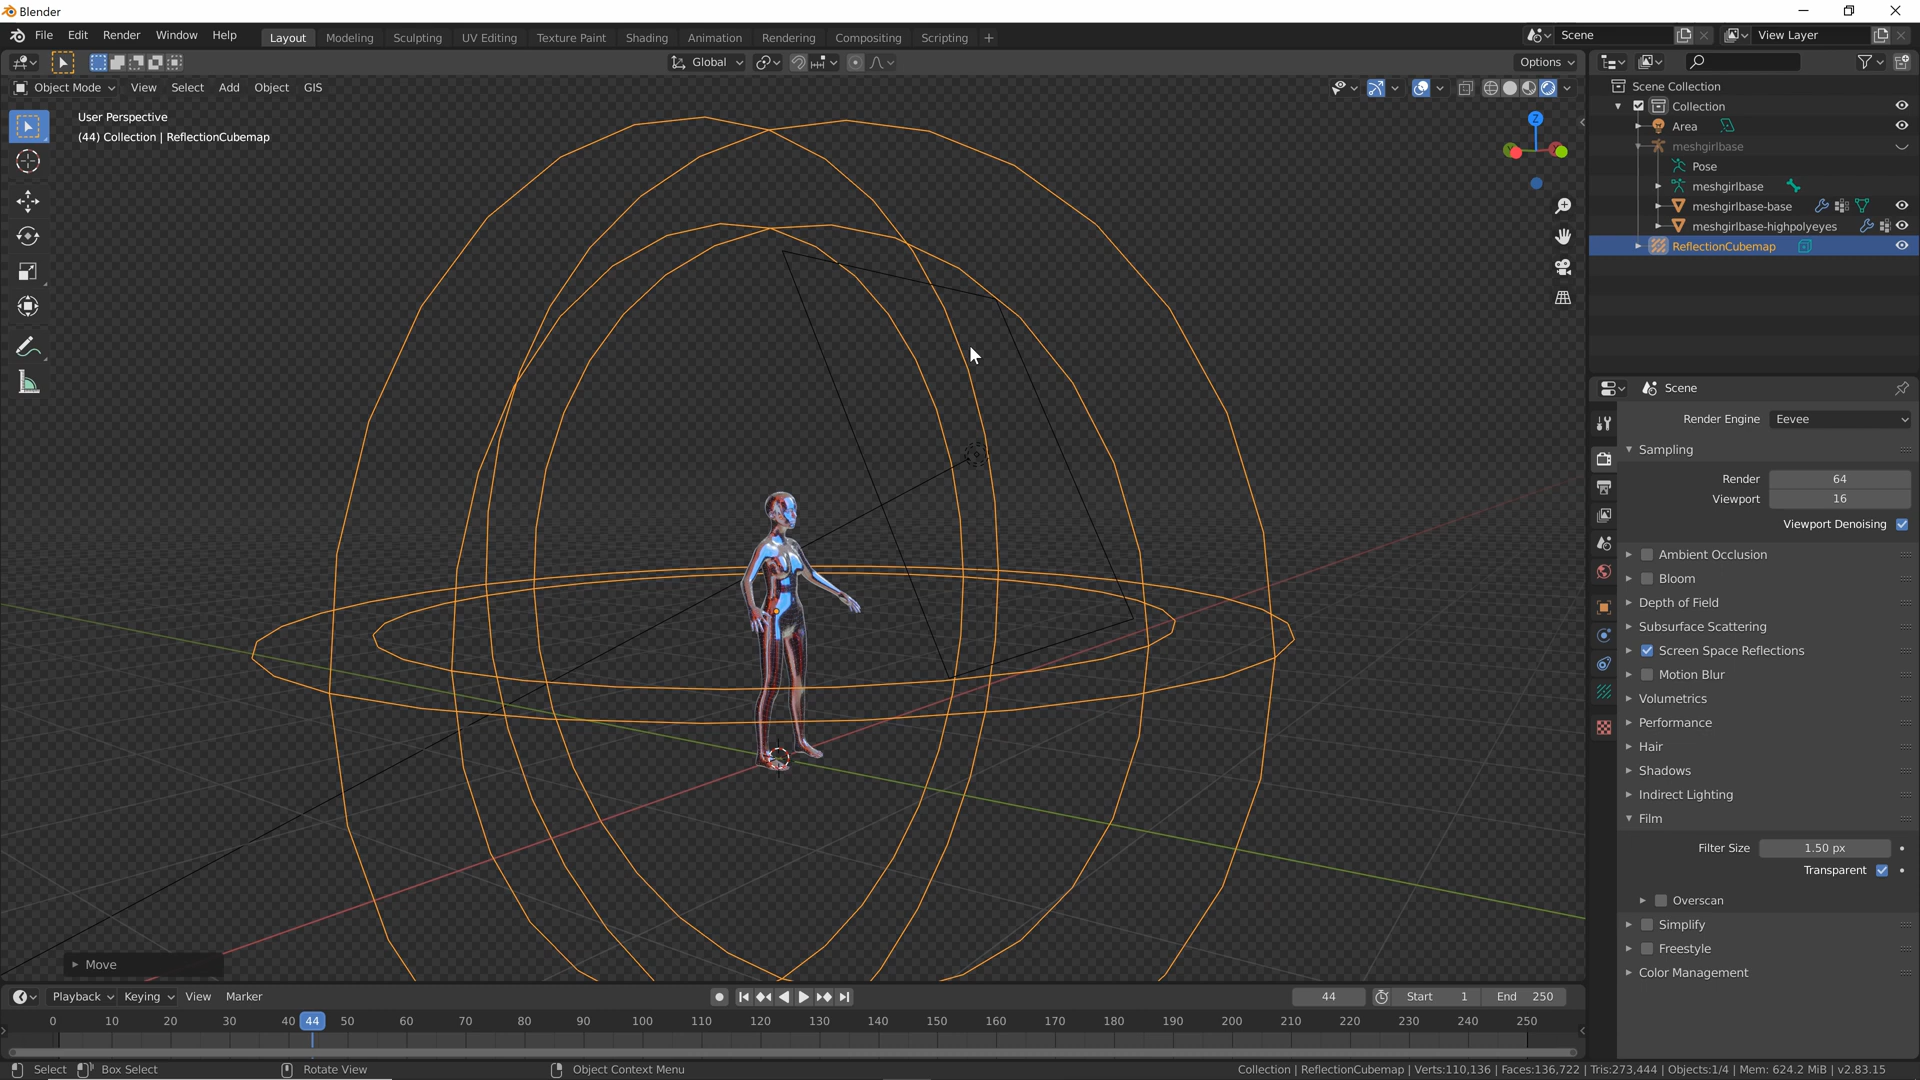 Blender
File Edit Render Window Help Layout Modeling Sculpting UV Editing Texture Paint Shading Animation Rendering Compositing Scripting + Scene View Layer
Global Options
Object Mode View Select Add Object GIS
User Perspective
(44) Collection | ReflectionCubemap
Z
Y
Scene Collection
Collection
Area
meshgirlbase
Pose
meshgirlbase
meshgirlbase-base
meshgirlbase-highpolyeyes
ReflectionCubemap
Scene
Render Engine Eevee
Sampling
Render 64
Viewport 16
Viewport Denoising
Ambient Occlusion
Bloom
Depth of Field
Subsurface Scattering
Screen Space Reflections
Motion Blur
Volumetrics
Performance
Hair
Shadows
Indirect Lighting
Film
Filter Size 1.50 px
Transparent
Overscan
Simplify
Freestyle
Color Management
Move
Playback Keying View Marker 44 Start 1 End 250
0 10 20 30 40 44 50 60 70 80 90 100 110 120 130 140 150 160 170 180 190 200 210 220 230 240 250
Select Box Select Rotate View Object Context Menu Collection | ReflectionCubemap | Verts:110,136 | Faces:136,722 | Tris:273,444 | Objects:1/4 | Mem: 624.2 MiB | v2.83.15